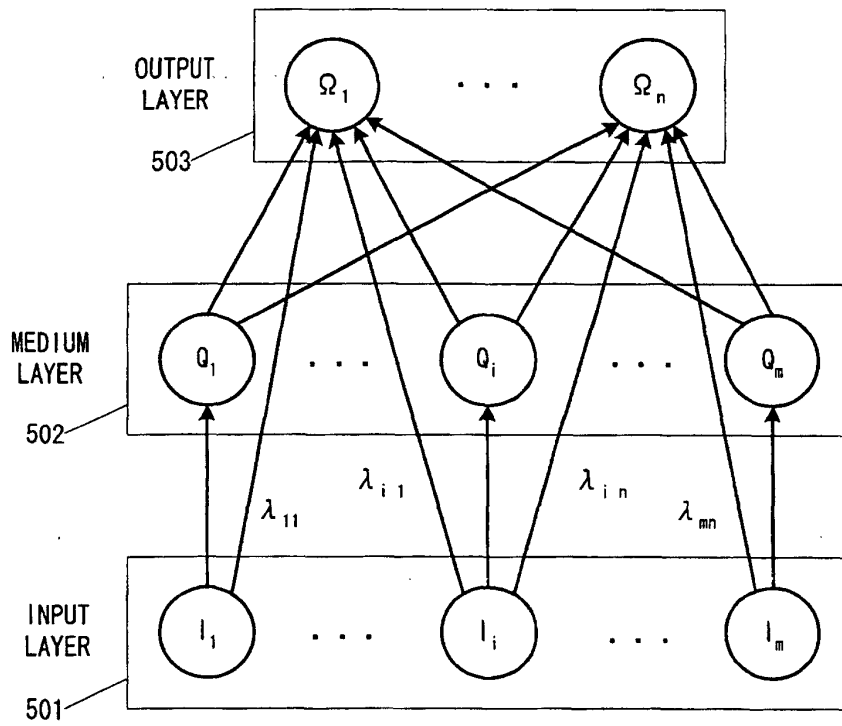 OUTPUT
LAYER
Ω₁ ... Ωₙ
503
MEDIUM
LAYER
Q₁ ... Qᵢ ... Qₘ
502
λ₁₁ λᵢ₁ λᵢₙ λₘₙ
INPUT
LAYER
I₁ ... Iᵢ ... Iₘ
501